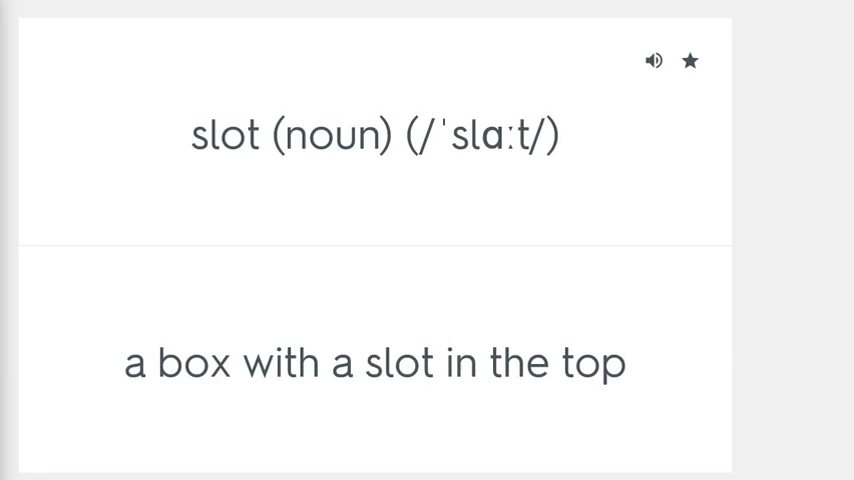 slot (noun) (/ˈslɑːt/)
a box with a slot in the top